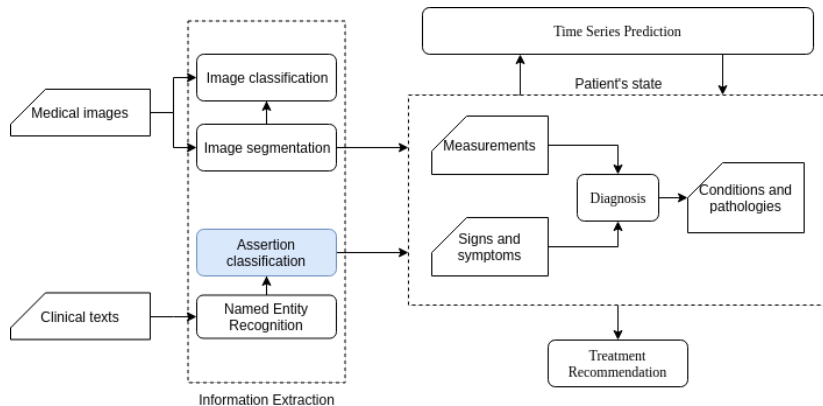 Time Series Prediction
Patient's state
Image classification
Medical images
Image segmentation
Measurements
Diagnosis
Conditions and
pathologies
Signs and
symptoms
Assertion
classification
Clinical texts
Named Entity
Recognition
Treatment
Recommendation
Information Extraction